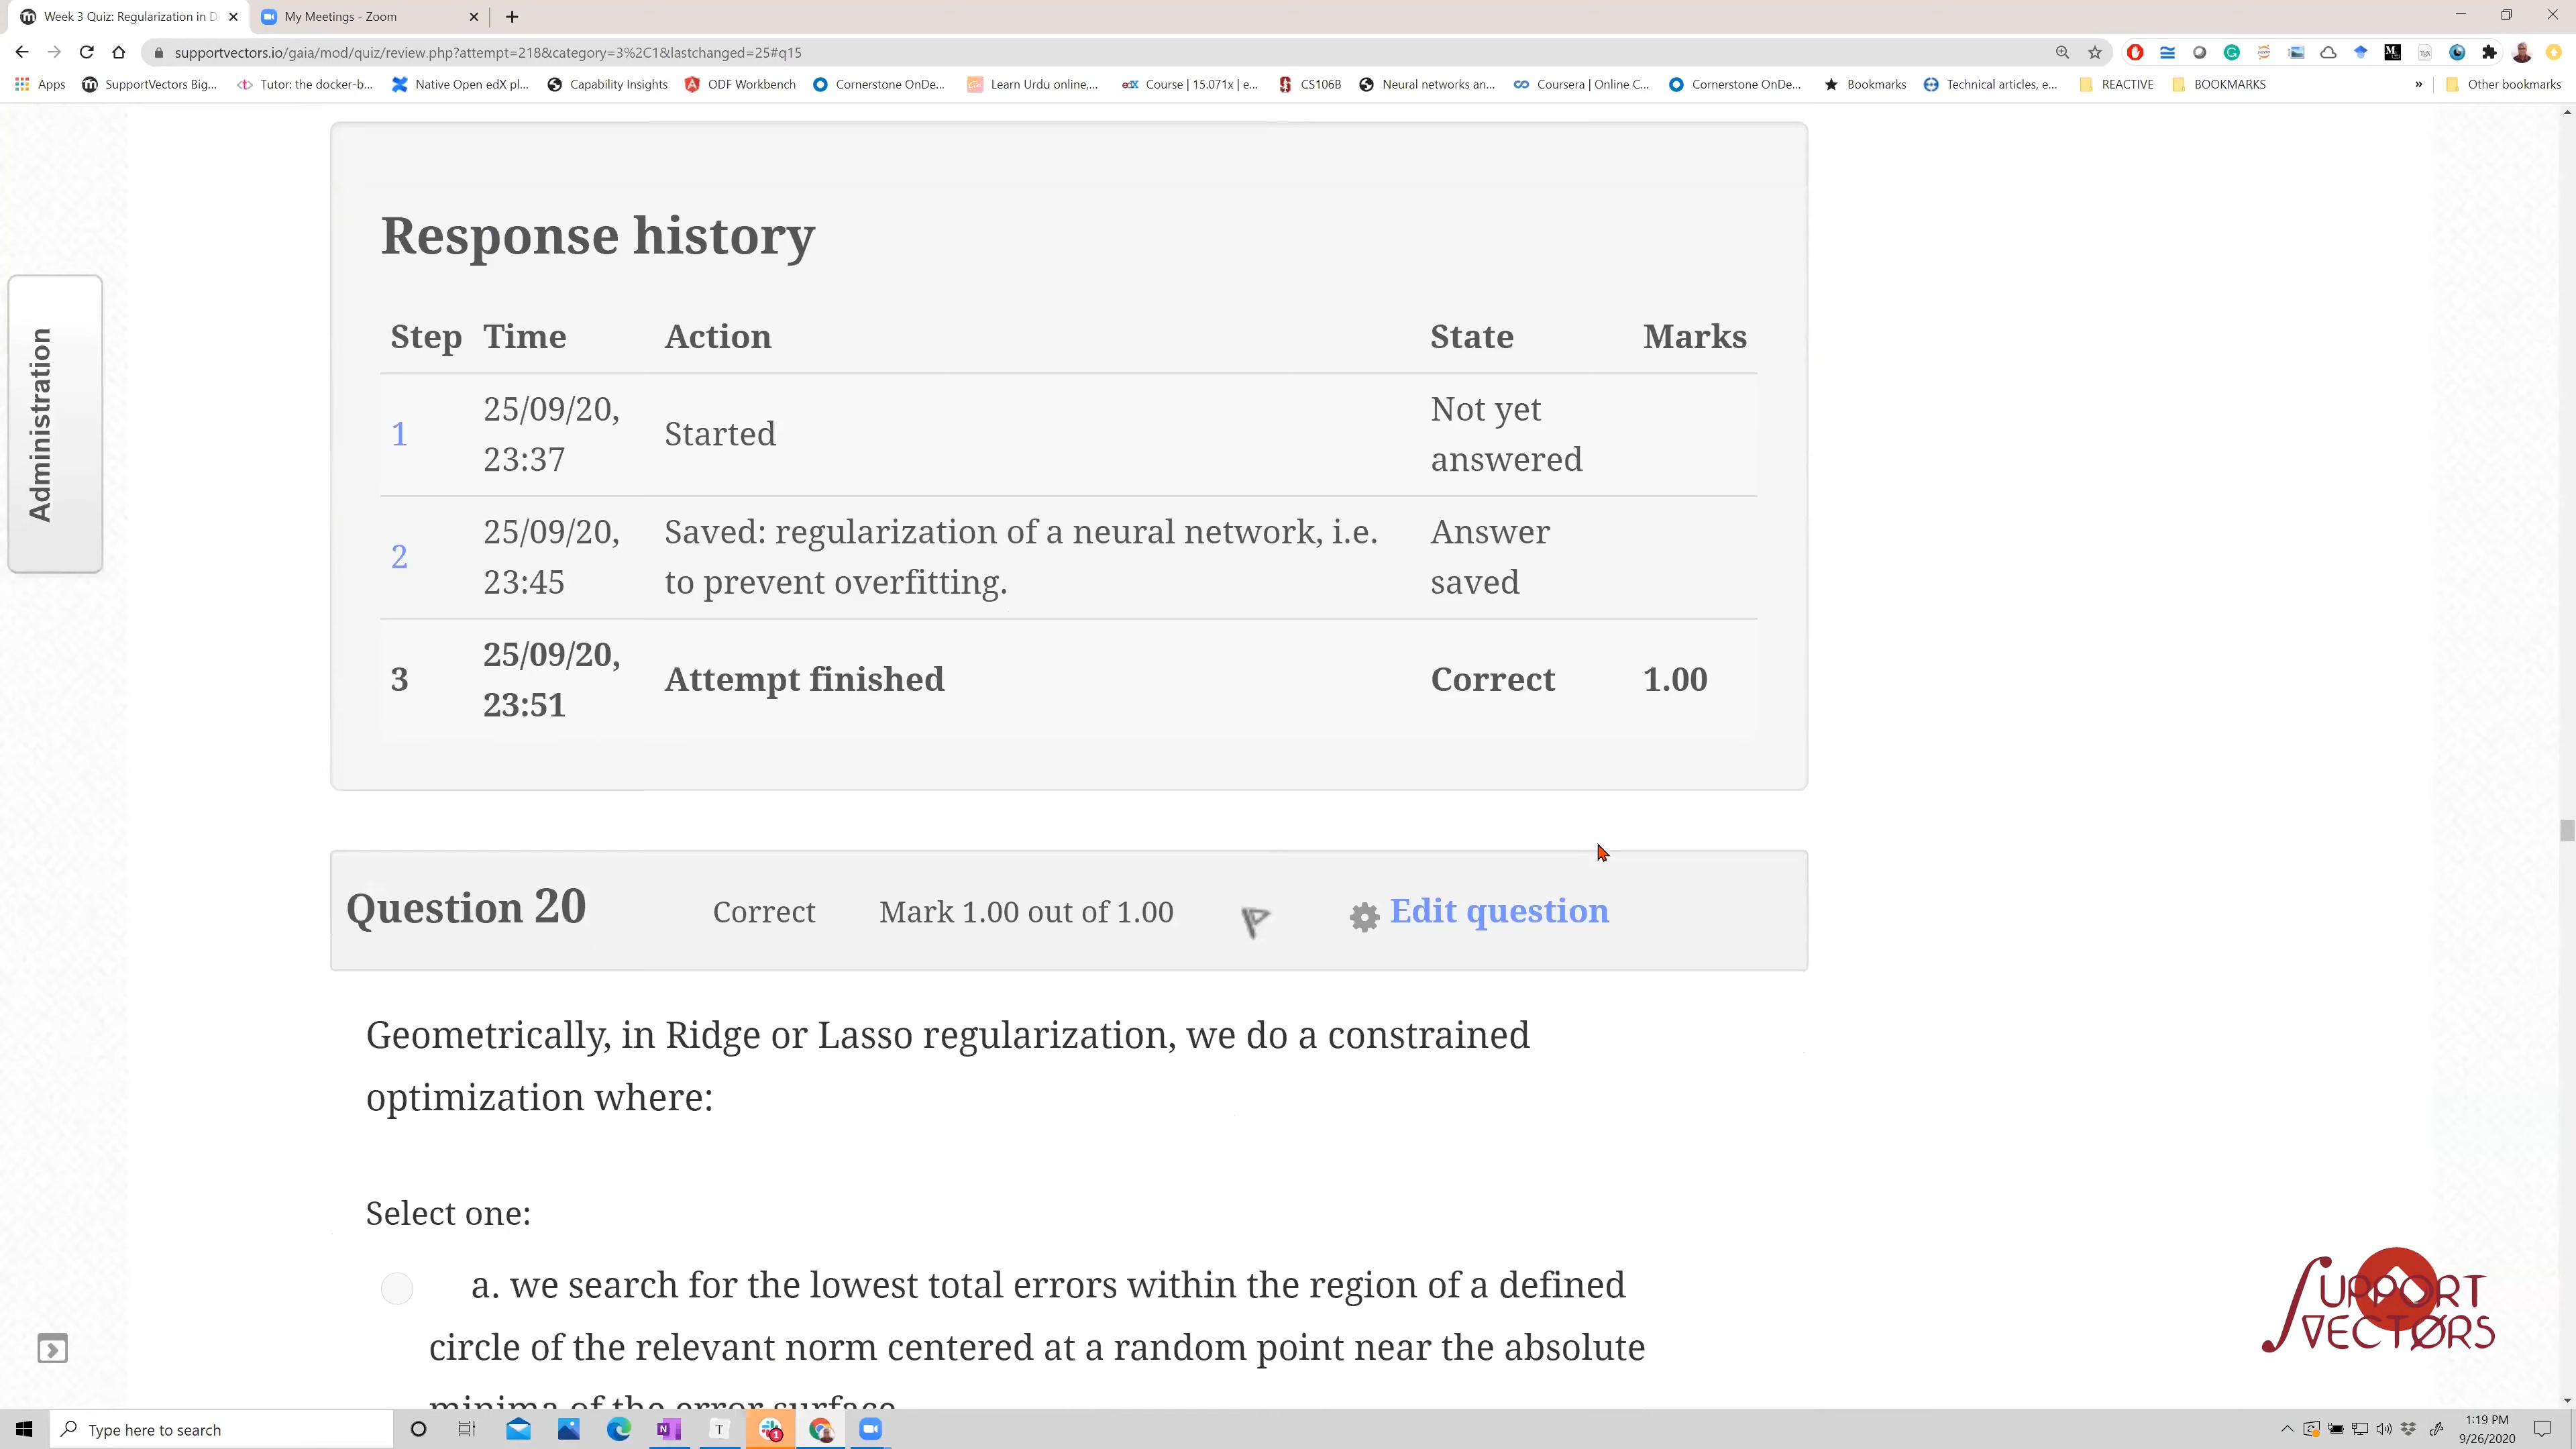 Week 3 Quiz: Regularization in D
My Meetings - Zoom
supportvectors.io/gaia/mod/quiz/review.php?attempt=218&category=3%2C1&lastchanged=25#q15
Apps
SupportVectors Big...
Tutor: the docker-b...
Native Open edX pl...
Capability Insights
ODF Workbench
Cornerstone OnDe...
Learn Urdu online,...
Course | 15.071x | e...
CS106B
Neural networks an...
Coursera | Online C...
Cornerstone OnDe...
Bookmarks
Technical articles, e...
REACTIVE
BOOKMARKS
»
Other bookmarks
Administration
Response history
Step Time Action State Marks
1 25/09/20, 23:37 Started Not yet answered
2 25/09/20, 23:45 Saved: regularization of a neural network, i.e. to prevent overfitting. Answer saved
3 25/09/20, 23:51 Attempt finished Correct 1.00
Question 20 Correct Mark 1.00 out of 1.00 Edit question
Geometrically, in Ridge or Lasso regularization, we do a constrained
optimization where:
Select one:
a. we search for the lowest total errors within the region of a defined
circle of the relevant norm centered at a random point near the absolute
minima of the error surface
SUPPORT
VECTORS
Type here to search
1:19 PM
9/26/2020